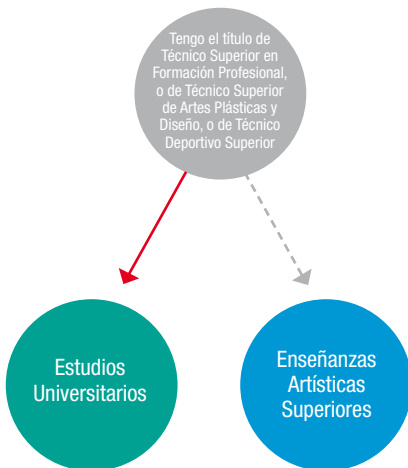 Tengo el título de
Técnico Superior en
Formación Profesional,
o de Técnico Superior
de Artes Plásticas y
Diseño, o de Técnico
Deportivo Superior
Estudios
Universitarios
Enseñanzas
Artísticas
Superiores